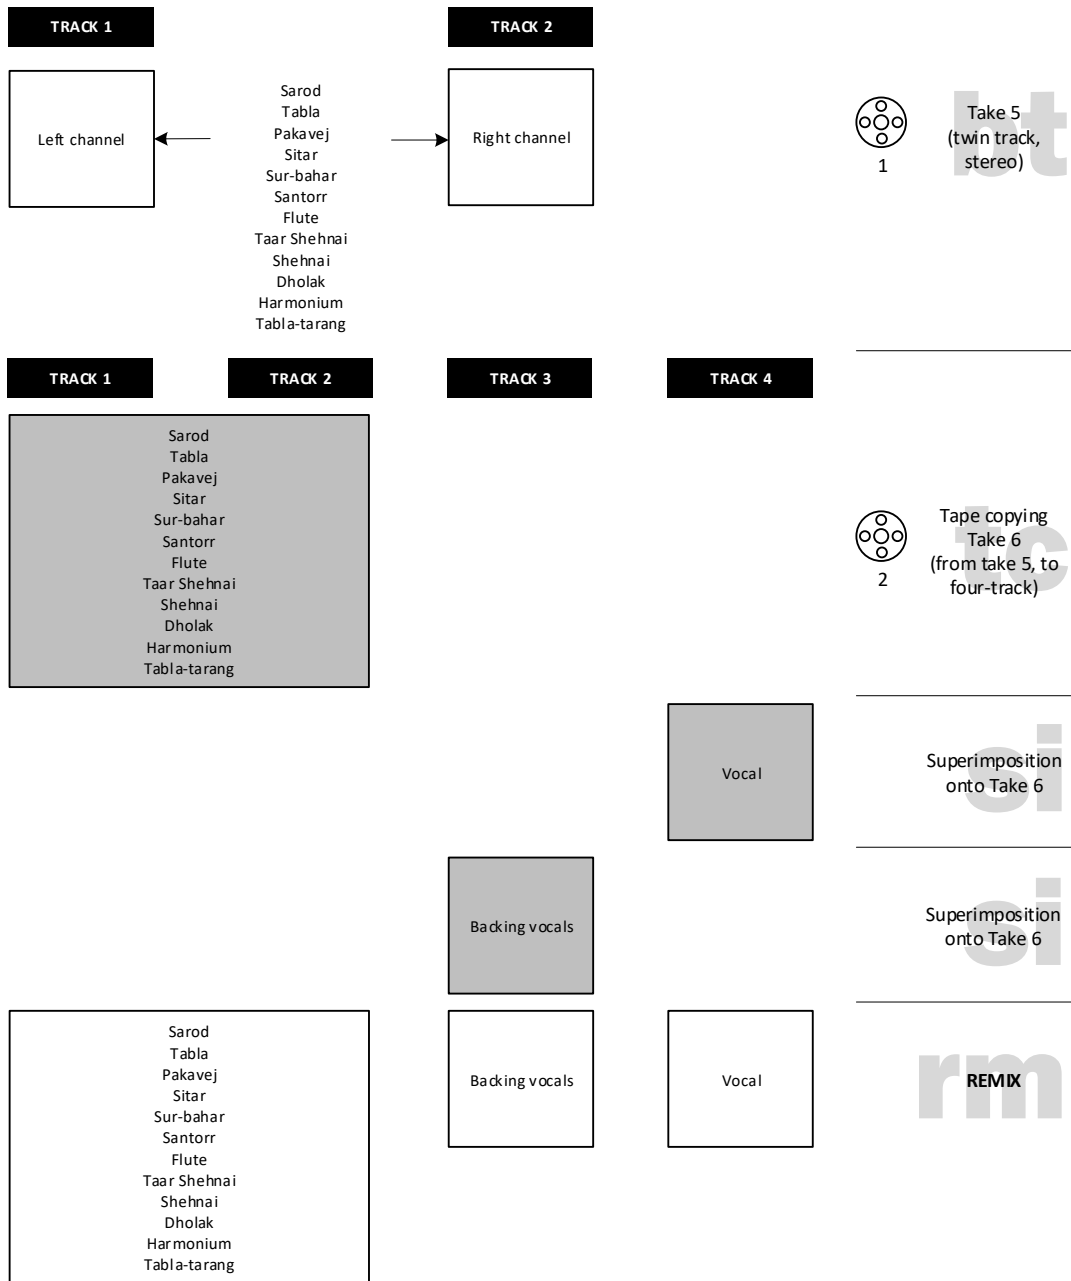 TRACK 1
TRACK 2
Left channel
Sarod
Tabla
Pakavej
Sitar
Sur-bahar
Santorr
Flute
Taar Shehnai
Shehnai
Dholak
Harmonium
Tabla-tarang
Right channel
1
bt
Take 5
(twin track,
stereo)
TRACK 1
TRACK 2
TRACK 3
TRACK 4
Sarod
Tabla
Pakavej
Sitar
Sur-bahar
Santorr
Flute
Taar Shehnai
Shehnai
Dholak
Harmonium
Tabla-tarang
2
tc
Tape copying
Take 6
(from take 5, to
four-track)
Vocal
si
Superimposition
onto Take 6
Backing vocals
si
Superimposition
onto Take 6
Sarod
Tabla
Pakavej
Sitar
Sur-bahar
Santorr
Flute
Taar Shehnai
Shehnai
Dholak
Harmonium
Tabla-tarang
Backing vocals
Vocal
rm
REMIX